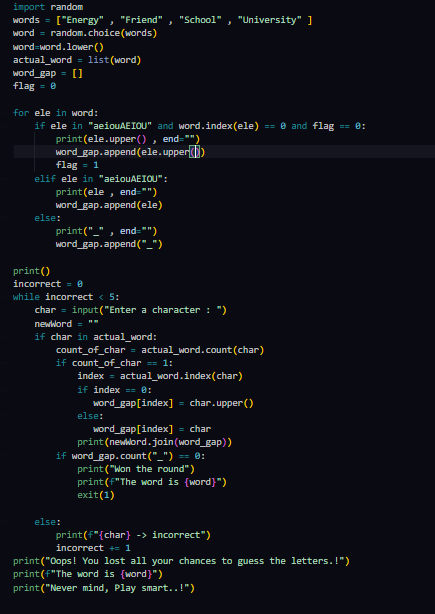 import random
words = ["Energy" , "Friend" , "School" , "University" ]
word = random.choice(words)
word=word.lower()
actual_word = list(word)
word_gap = []
flag = 0

for ele in word:
    if ele in "aeiouAEIOU" and word.index(ele) == 0 and flag == 0:
        print(ele.upper() , end="")
        word_gap.append(ele.upper())
        flag = 1
    elif ele in "aeiouAEIOU":
        print(ele , end="")
        word_gap.append(ele)
    else:
        print("_" , end="")
        word_gap.append("_")

print()
incorrect = 0
while incorrect < 5:
    char = input("Enter a character : ")
    newWord = ""
    if char in actual_word:
        count_of_char = actual_word.count(char)
        if count_of_char == 1:
            index = actual_word.index(char)
            if index == 0:
               word_gap[index] = char.upper()
            else:
               word_gap[index] = char
            print(newWord.join(word_gap))
        if word_gap.count("_") == 0:
            print("Won the round")
            print(f"The word is {word}")
            exit(1)

    else:
        print(f"{char} -> incorrect")
        incorrect += 1
print("Oops! You lost all your chances to guess the letters.!")
print(f"The word is {word}")
print("Never mind, Play smart..!")